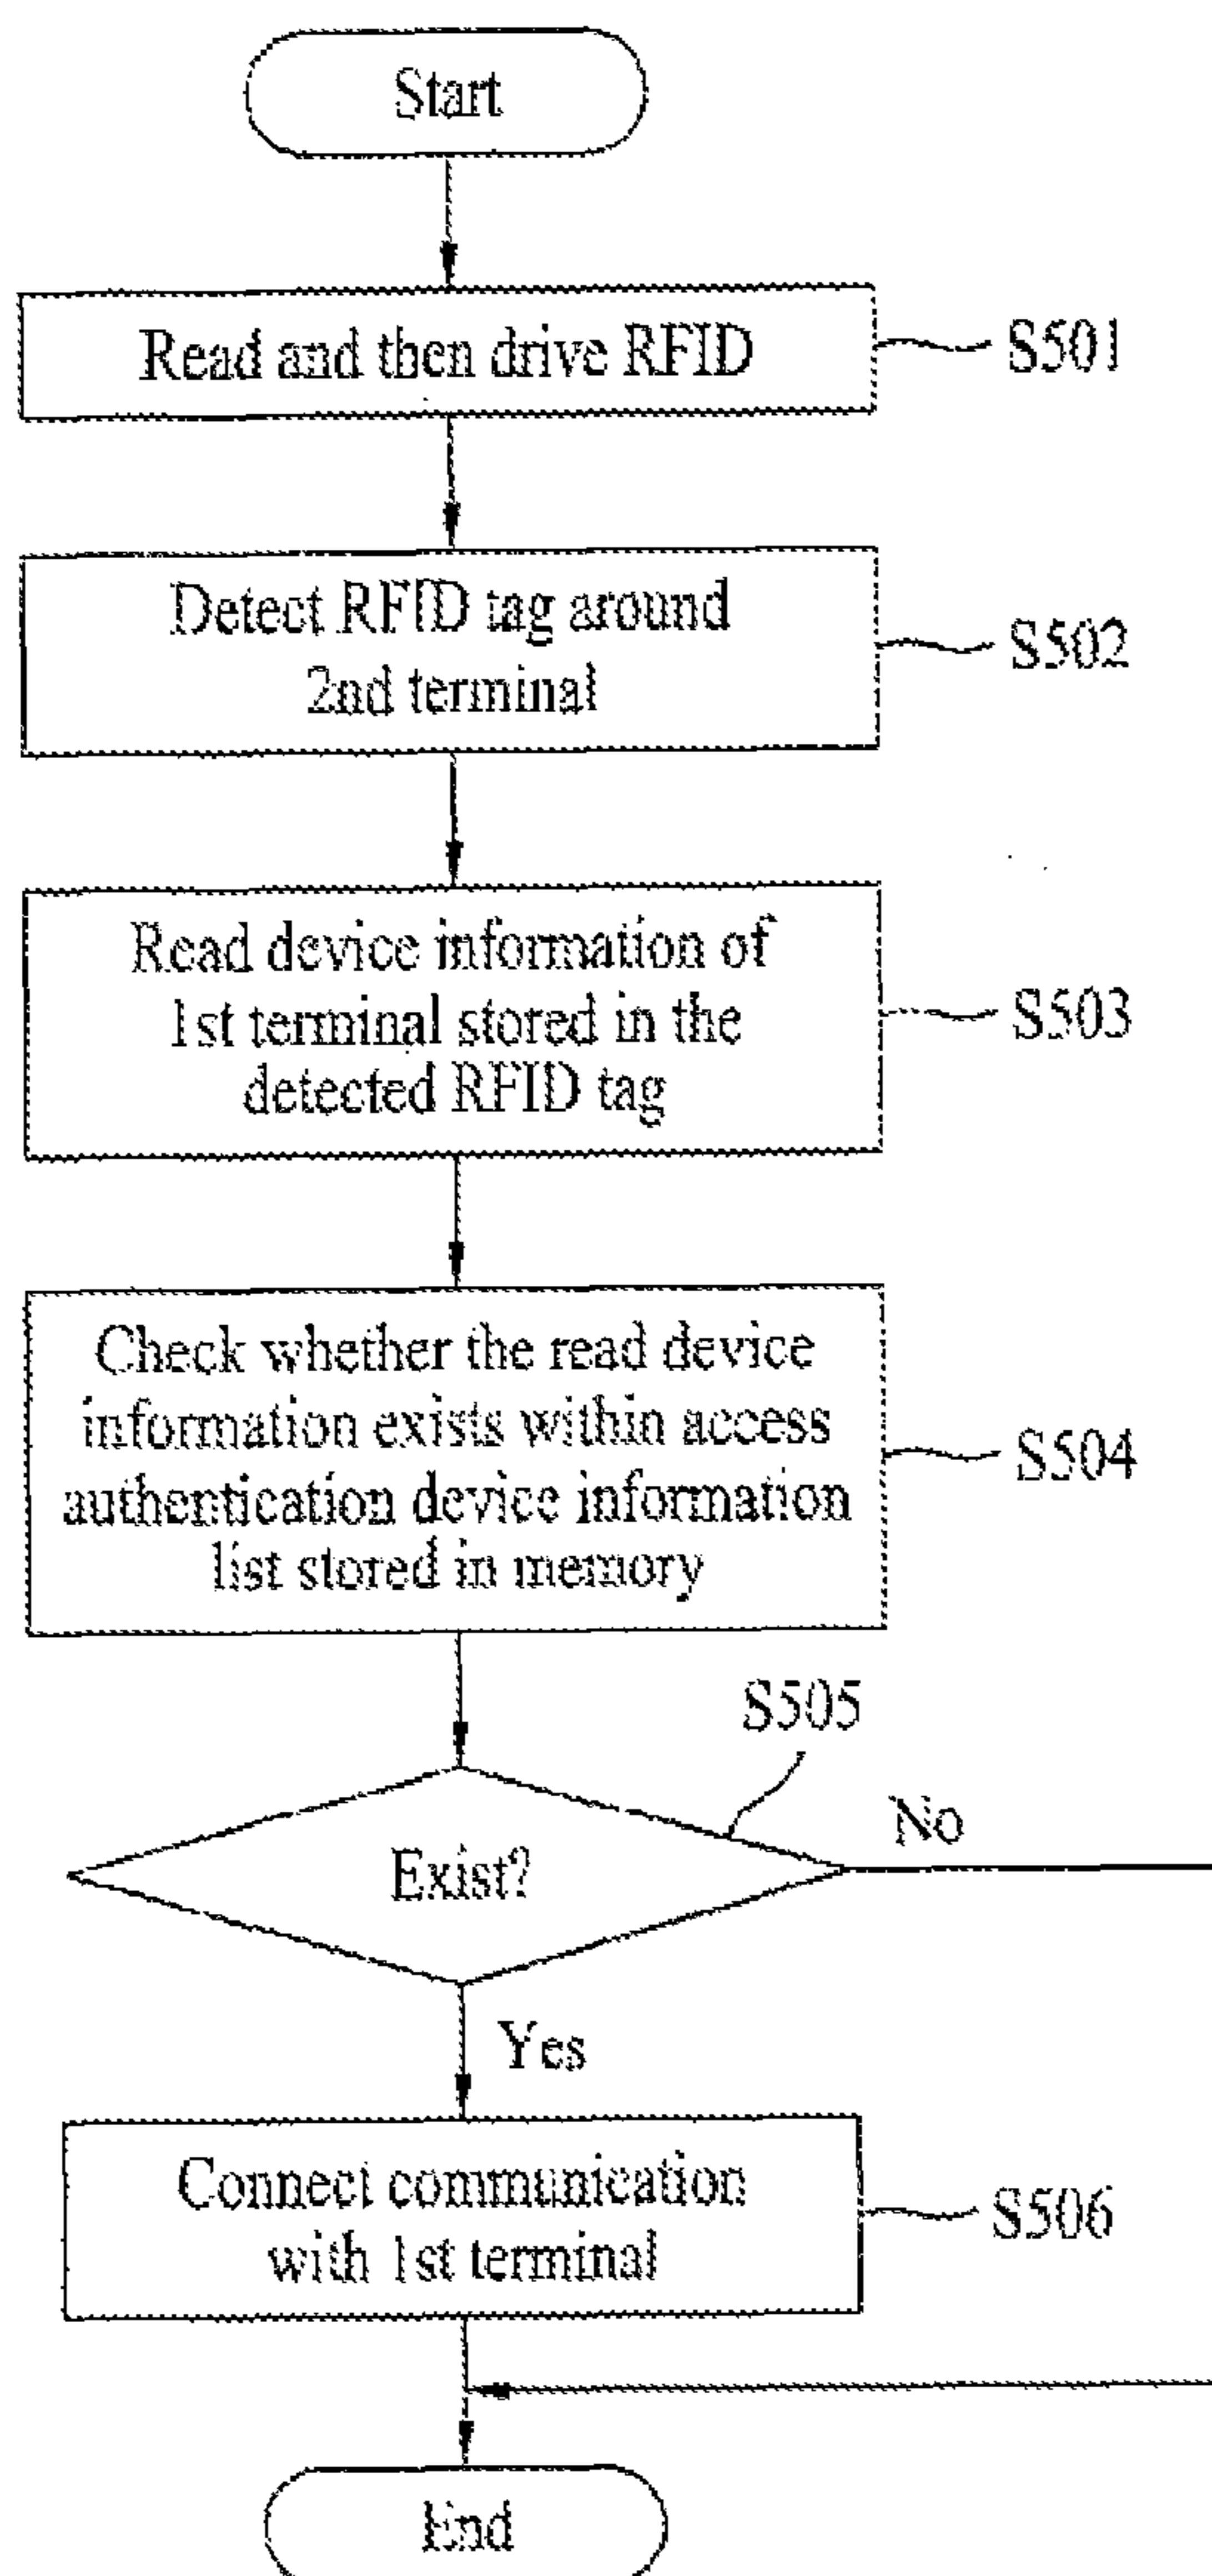 Start
Read and then drive RFID
S501
Detect RFID tag around
2nd terminal
S502
Read device information of
1st terminal stored in the
detected RFID tag
S503
Check whether the read device
information exists within access
authentication device information
list stored in memory
S504
S505
Exist?
No
Yes
Connect communication
with 1st terminal
S506
End